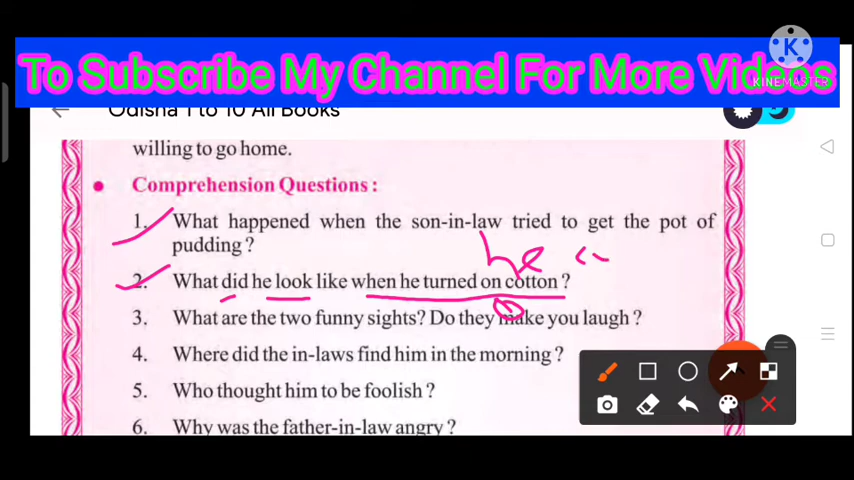 To Subscribe My Channel For More Videos
K
KINEMASTER
Odisha 1 to 10 All Books
willing to go home.
Comprehension Questions :
1. What happened when the son-in-law tried to get the pot of
pudding ?
he
2. What did he look like when he turned on cotton ?
3. What are the two funny sights? Do they make you laugh ?
4. Where did the in-laws find him in the morning ?
5. Who thought him to be foolish ?
6. Why was the father-in-law angry ?